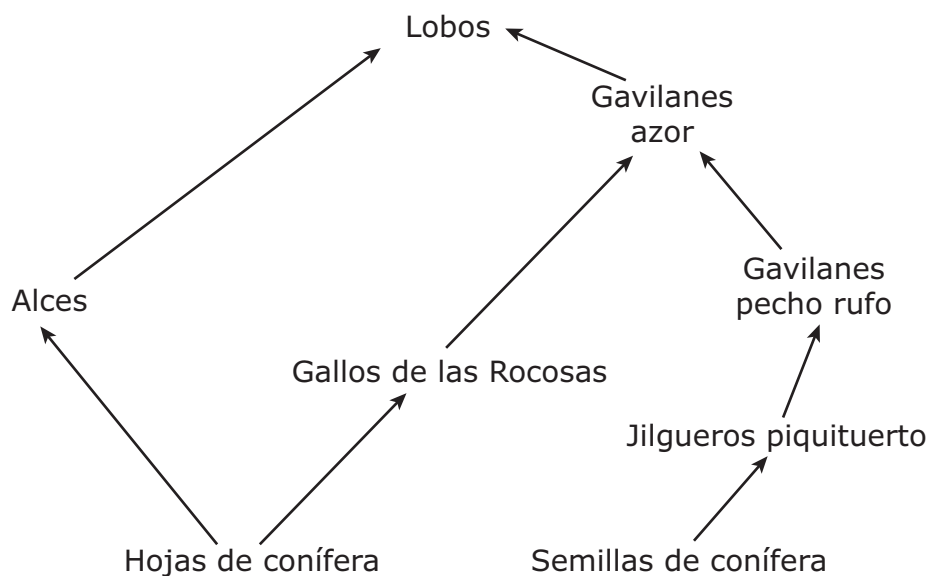 Lobos
Gavilanes
azor
Gavilanes
pecho rufo
Alces
Gallos de las Rocosas
Jilgueros piquituerto
Hojas de conífera
Semillas de conífera